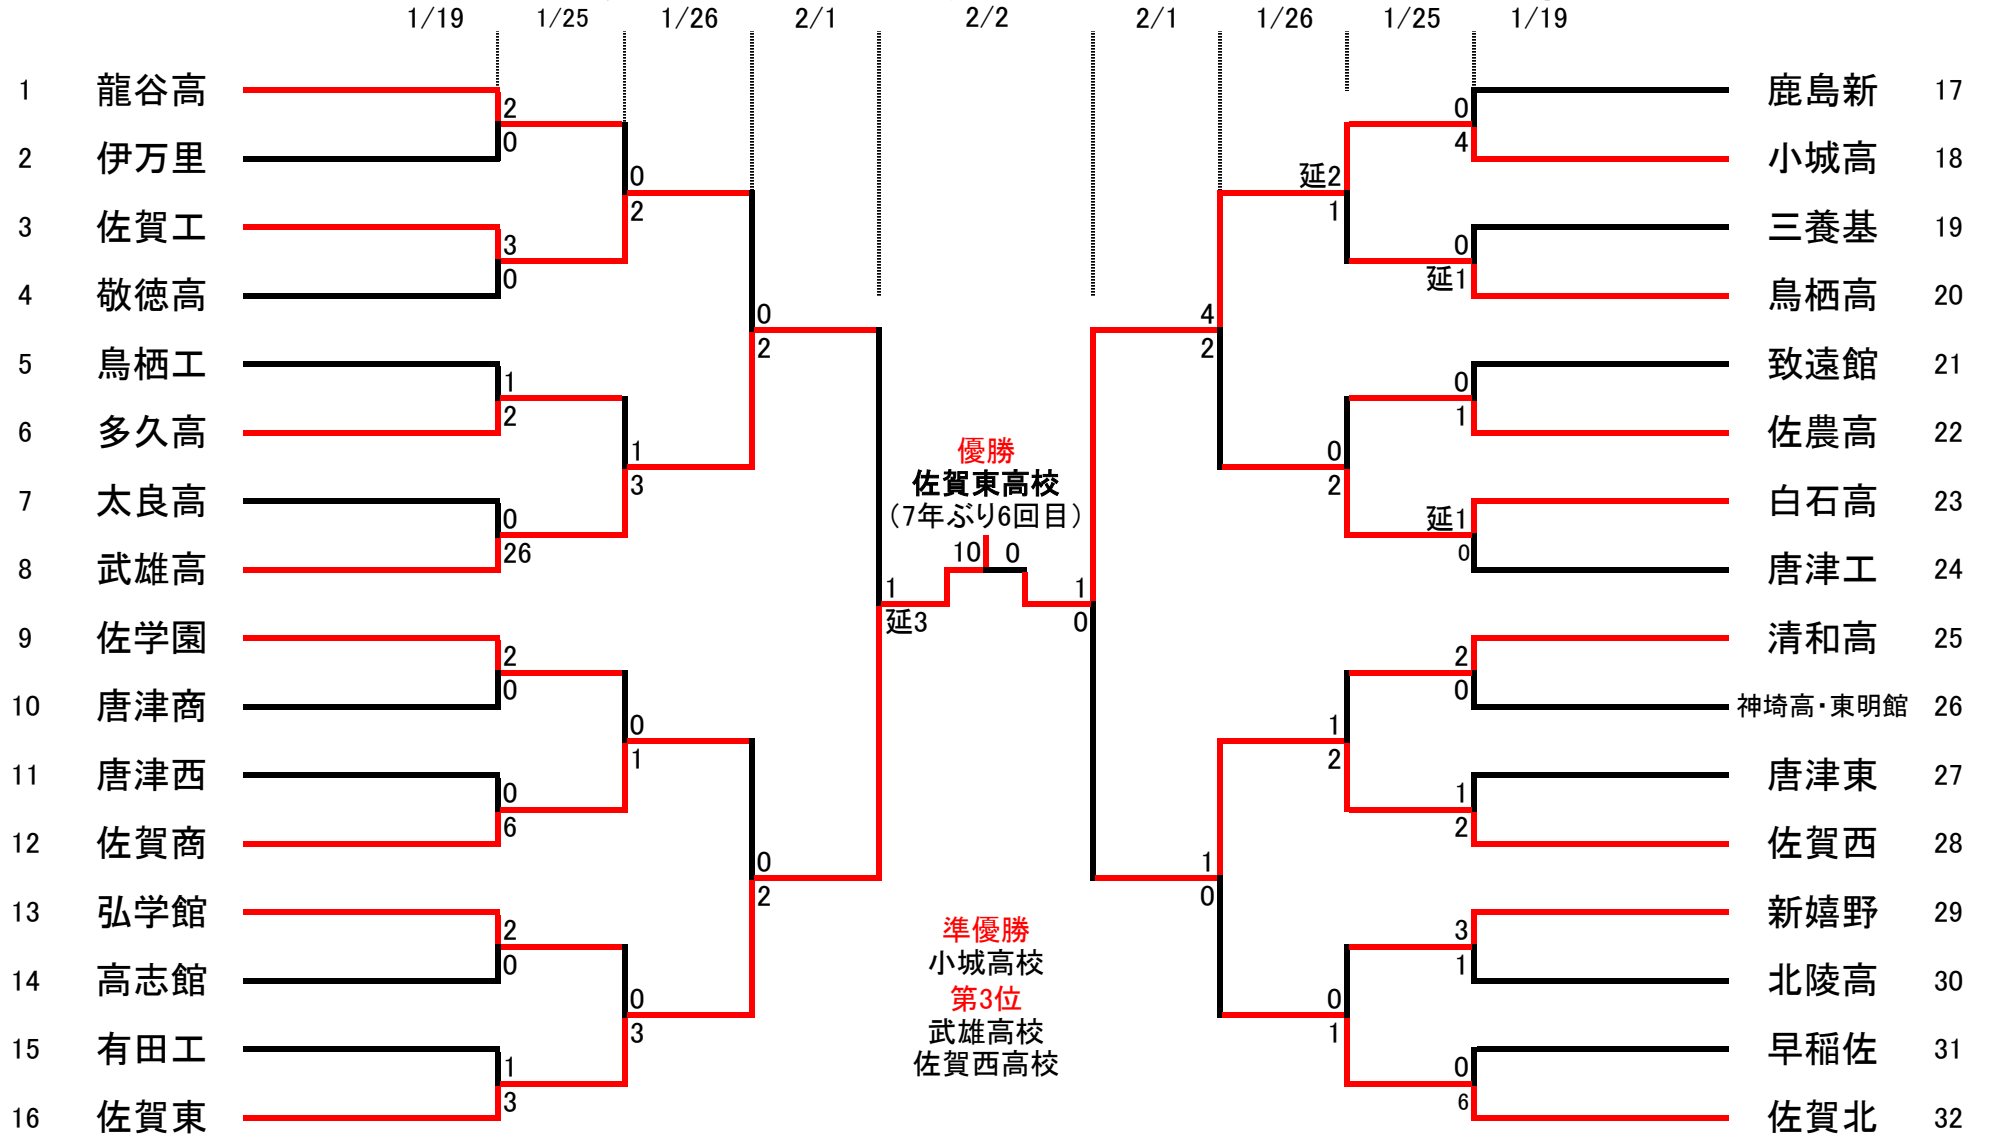 1/19 1/25 1/26 2/1 2/2 2/1 1/26 1/25 1/19
1 龍谷高 2 0 鹿島新 17
0 4
2 伊万里 小城高 18
0 延2
2 1
3 佐賀工 三養基 19
3 0
0 延1
4 敬徳高 鳥栖高 20
0 4
2 2
5 鳥栖工 致遠館 21
1 0
2 1
6 多久高 佐農高 22
優勝
1 0
佐賀東高校
3 2
7 太良高 白石高 23
(7年ぶり6回目)
0 延1
26 10 0 0
8 武雄高 唐津工 24
1 1
延3 0
9 佐学園 清和高 25
2 2
0 0
10 唐津商 神埼高・東明館 26
0 1
1 2
11 唐津西 唐津東 27
0 1
6 2
12 佐賀商 佐賀西 28
0 1
2 0
13 弘学館 新嬉野 29
2 準優勝 3
0 小城高校 1
14 高志館 北陵高 30
0 第3位 0
3 武雄高校 1
15 有田工 早稲佐 31
1 佐賀西高校 0
3 6
16 佐賀東 佐賀北 32